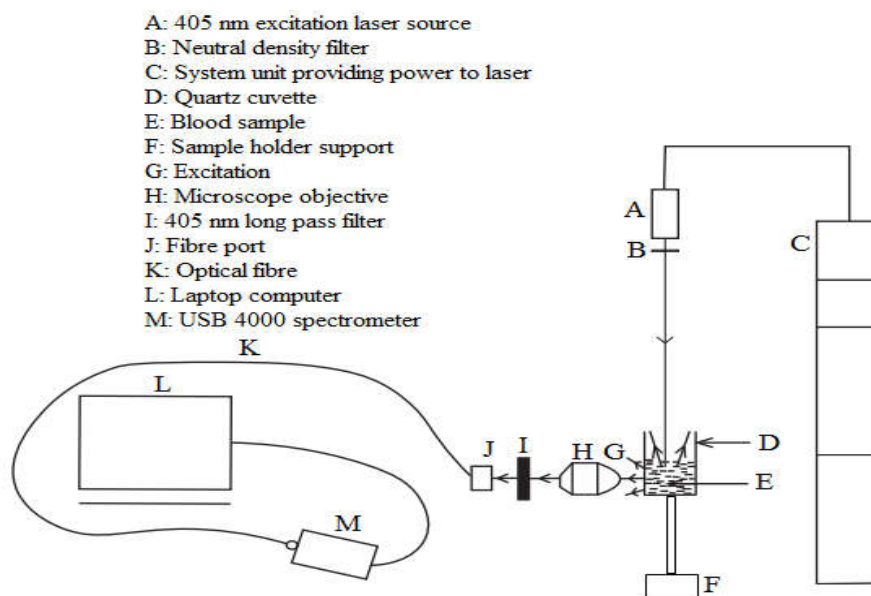 A: 405 nm excitation laser source
B: Neutral density filter
C: System unit providing power to laser
D: Quartz cuvette
E: Blood sample
F: Sample holder support
G: Excitation
H: Microscope objective
I: 405 nm long pass filter
J: Fibre port
K: Optical fibre
L: Laptop computer
M: USB 4000 spectrometer
A
B
C
K
L
J
I
H
G
D
E
M
F